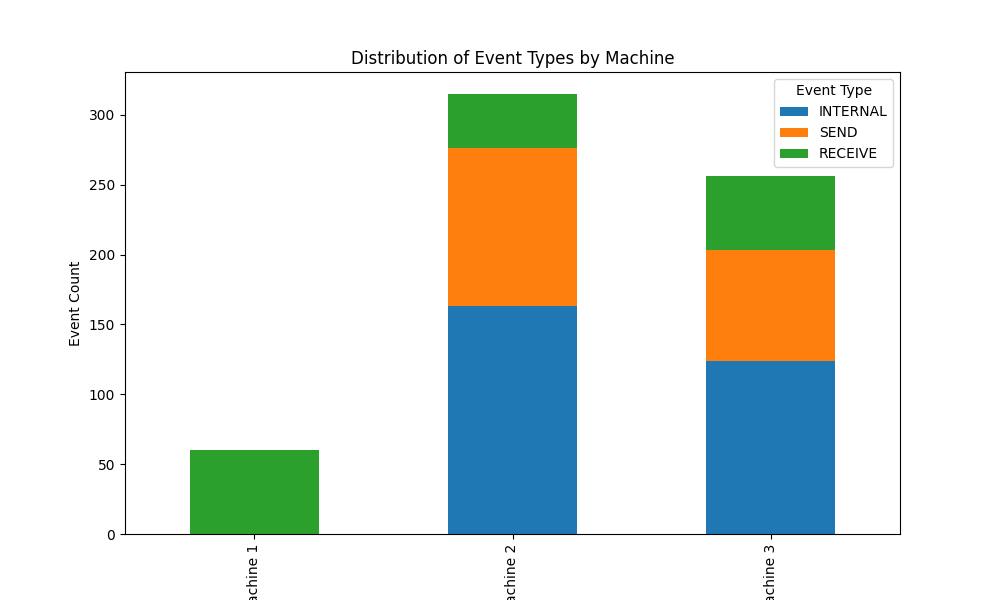 Distribution of Event Types by Machine
Event Type
INTERNAL
SEND
RECEIVE
300
250
200
150
100
50
0
Event Count
achine 1
achine 2
achine 3